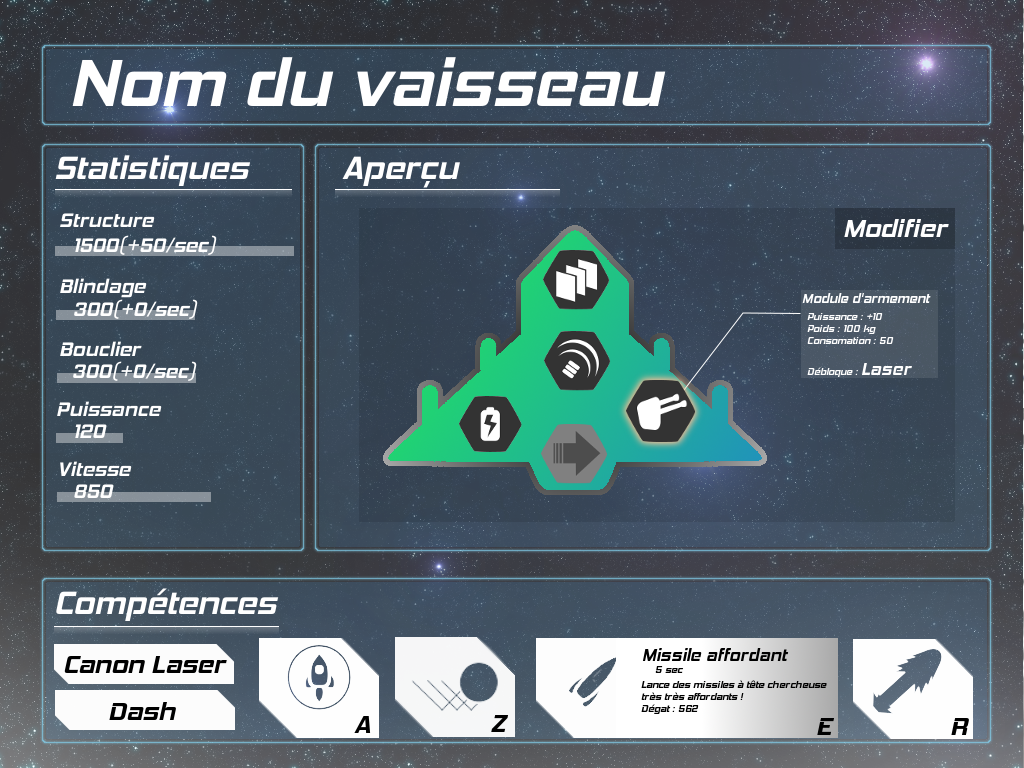 Nom du vaisseau
Statistiques
Structure
1500(+50/sec)
Blindage
300(+0/sec)
Bouclier
300(+0/sec)
Puissance
120
Vitesse
850
Aperçu
Modifier
Module d'armement
Puissance : +10
Poids : 100 kg
Consomation : 50
Débloque : Laser
Compétences
Canon Laser
Dash
A
Z
Missile affordant
5 sec
Lance des missiles à tête chercheuse
très très affordants !
Dégat : 562
E
R